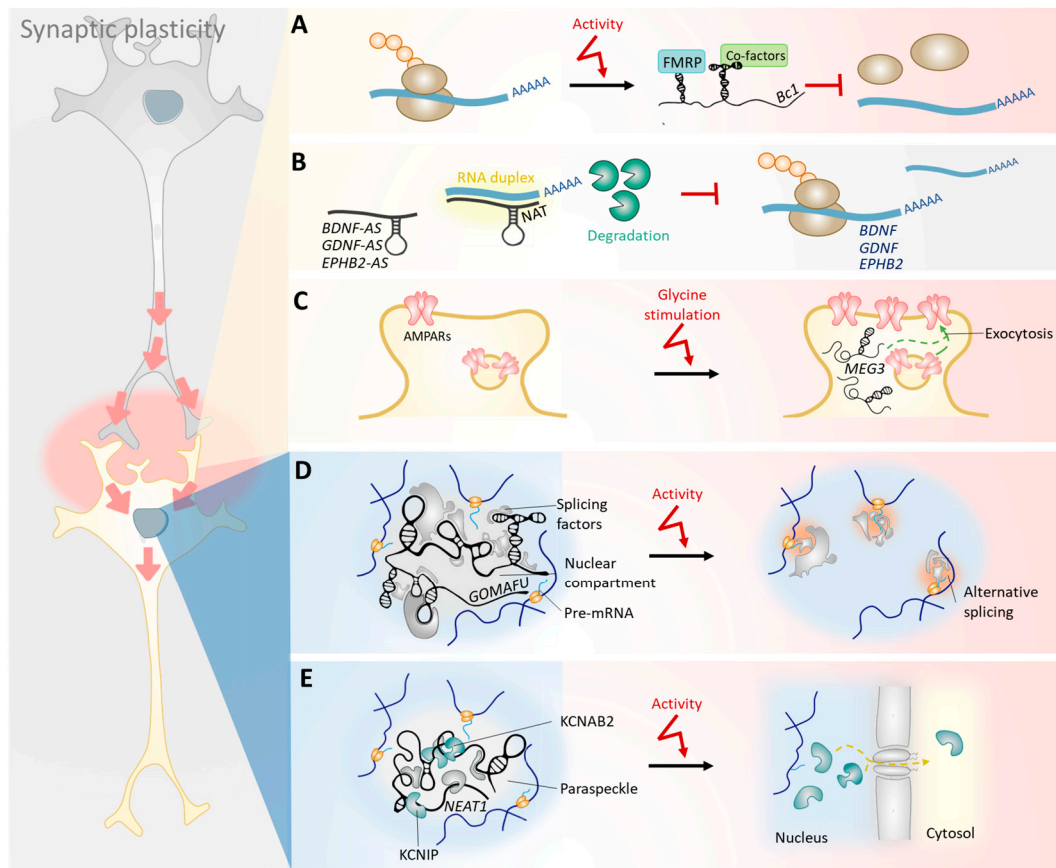 Synaptic plasticity
A
Activity
AAAAA
FMRP
Co-factors
Bc1
AAAAA
B
RNA duplex
AAAAA
NAT
BDNF-AS
GDNF-AS
EPHB2-AS
Degradation
AAAAA
AAAAA
BDNF
GDNF
EPHB2
C
AMPARs
Glycine
stimulation
Exocytosis
MEG3
D
Splicing
factors
Nuclear
compartment
GOMAFU
Pre-mRNA
Activity
Alternative
splicing
E
KCNAB2
Paraspeckle
NEAT1
KCNIP
Activity
Nucleus
Cytosol